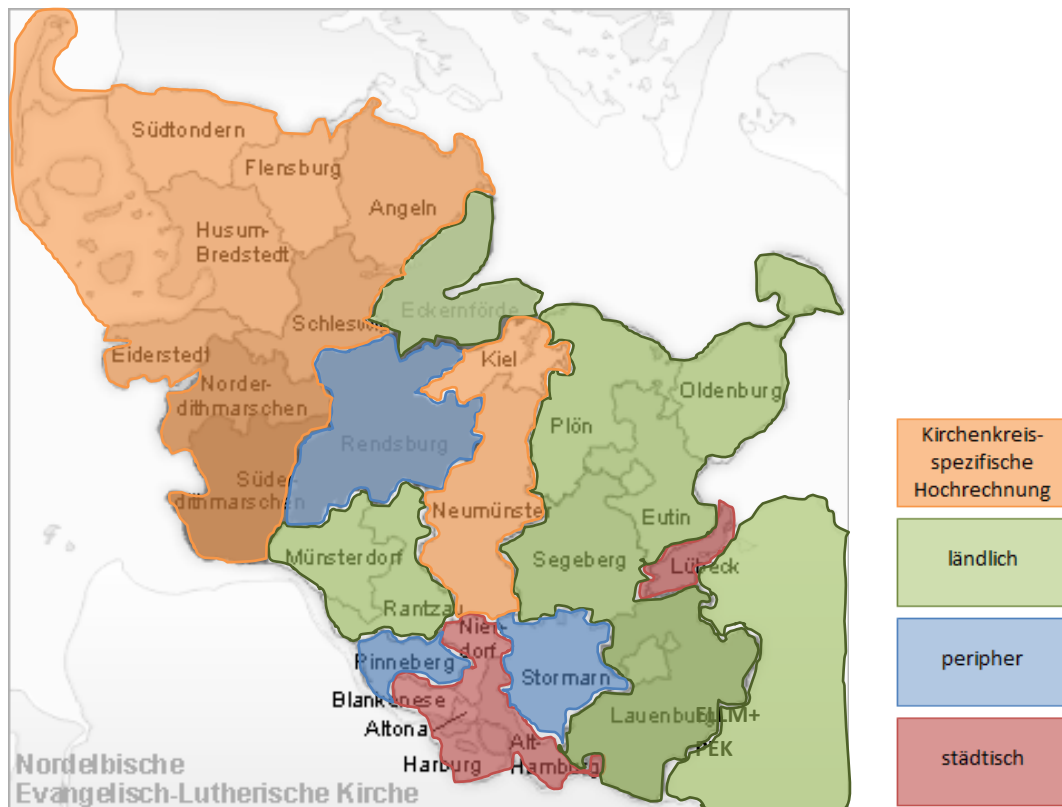 Südtondern
Flensburg
Angeln
Husum-
Bredstedt
Eckernförde
Schleswig
Eiderstedt
Kiel
Norder-
dithmarschen
Oldenburg
Plön
Rendsburg
Süder-
dithmarschen
Neumünster
Eutin
Münsterdorf
Segeberg
Lübeck
Rantzau
Nien-
dorf
Pinneberg
Stormarn
Blankenese
Lauenburg
ELLM+
PEK
Altona
Alt-
Hamburg
Harburg
Nordelbische
Evangelisch-Lutherische Kirche
Kirchenkreis-
spezifische
Hochrechnung
ländlich
peripher
städtisch